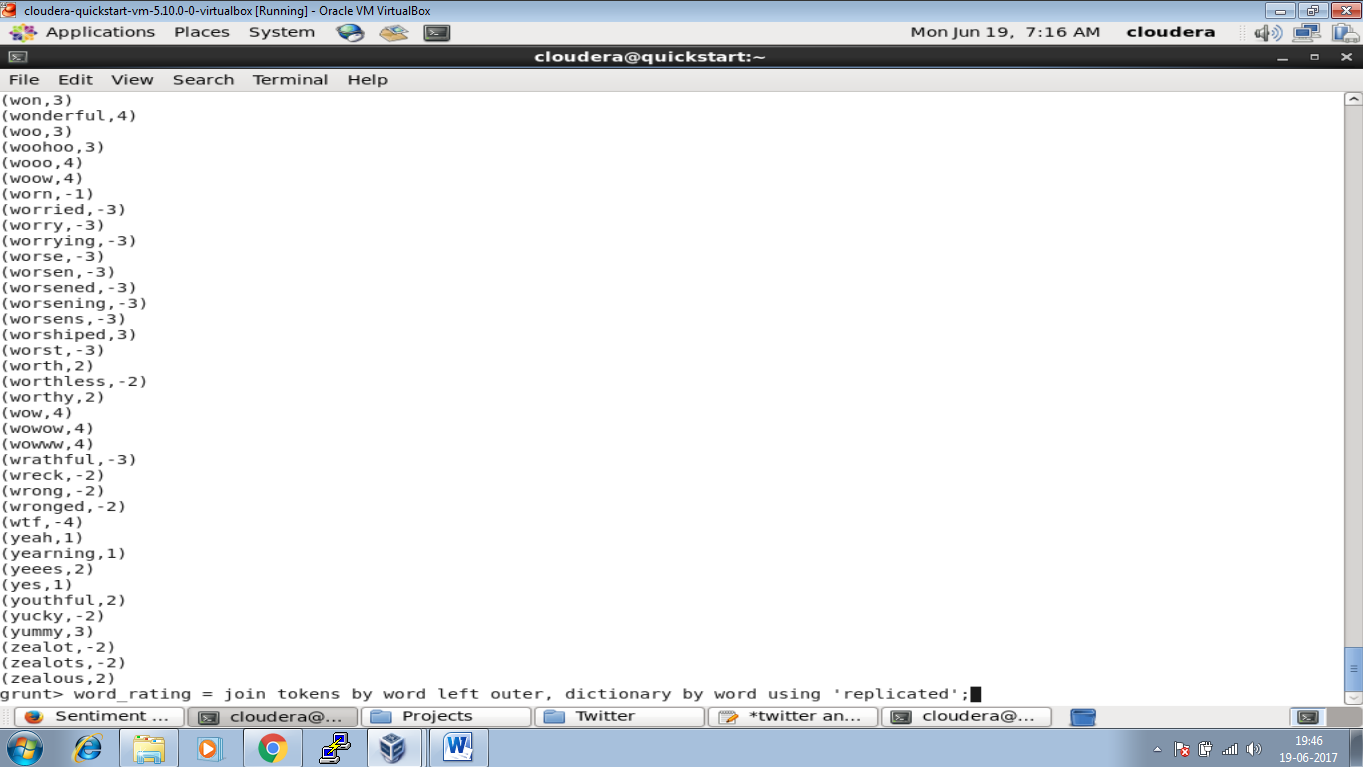 cloudera-quickstart-vm-5.10.0-0-virtualbox [Running] - Oracle VM VirtualBox
Applications Places System Mon Jun 19, 7:16 AM cloudera
cloudera@quickstart:~
File Edit View Search Terminal Help
(won,3)
(wonderful,4)
(woo,3)
(woohoo,3)
(wooo,4)
(woow,4)
(worn,-1)
(worried,-3)
(worry,-3)
(worrying,-3)
(worse,-3)
(worsen,-3)
(worsened,-3)
(worsening,-3)
(worsens,-3)
(worshiped,3)
(worst,-3)
(worth,2)
(worthless,-2)
(worthy,2)
(wow,4)
(wowow,4)
(wowww,4)
(wrathful,-3)
(wreck,-2)
(wrong,-2)
(wronged,-2)
(wtf,-4)
(yeah,1)
(yearning,1)
(yeees,2)
(yes,1)
(youthful,2)
(yucky,-2)
(yummy,3)
(zealot,-2)
(zealots,-2)
(zealous,2)
grunt> word_rating = join tokens by word left outer, dictionary by word using 'replicated';
Sentiment ... cloudera@... Projects Twitter *twitter an... cloudera@...
19:46
19-06-2017